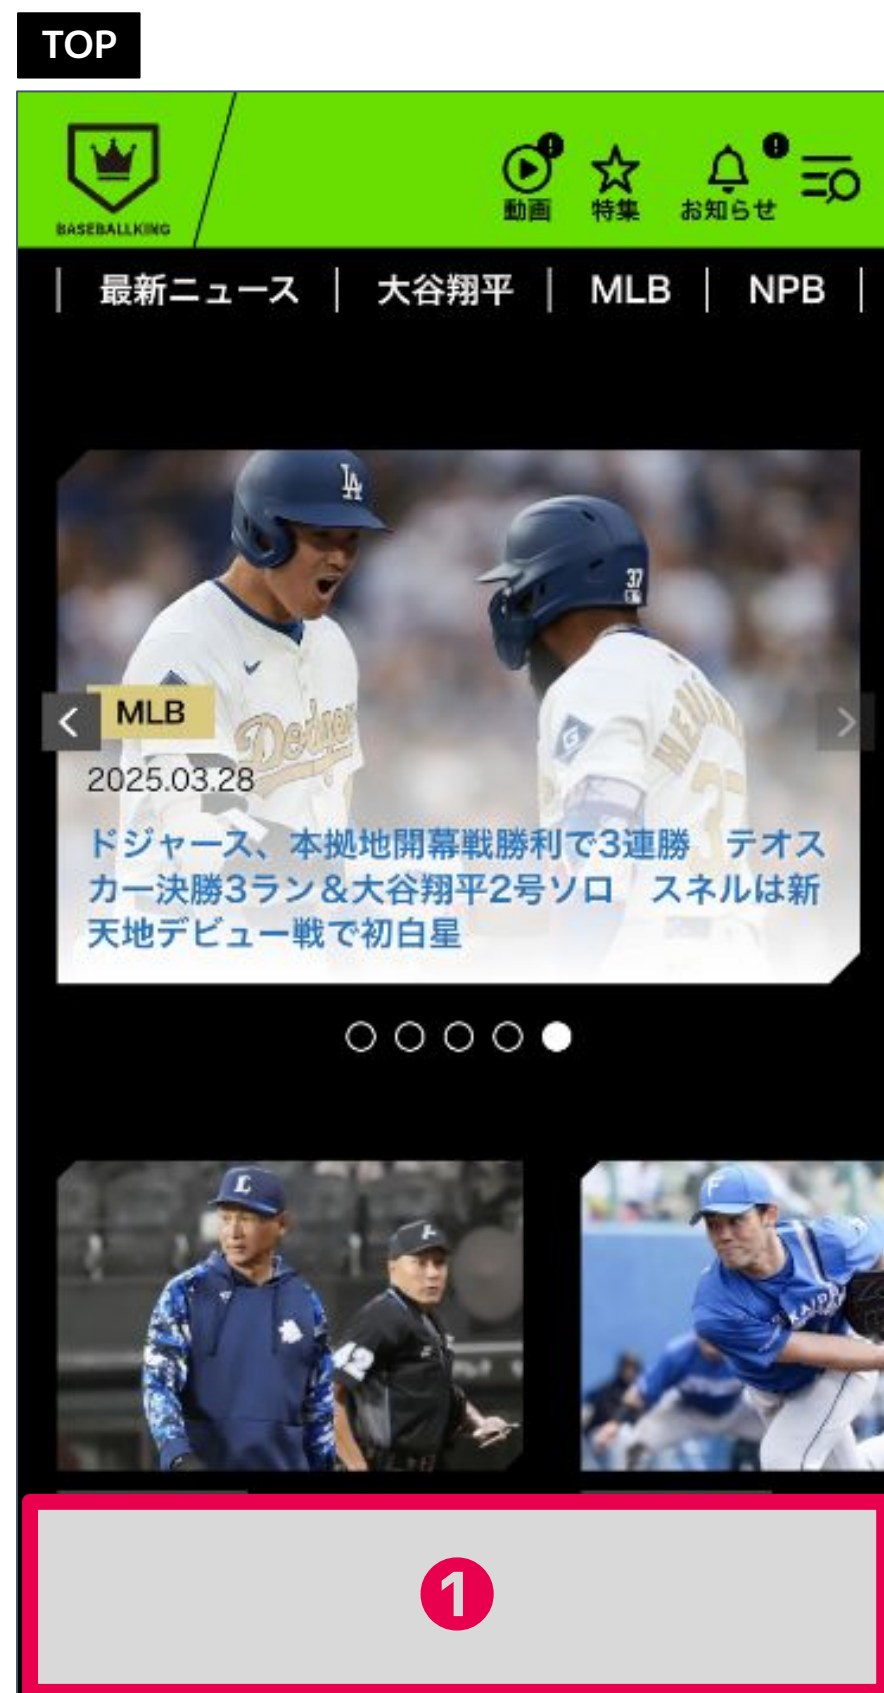 TOP
BASEBALLKING
動画
特集
お知らせ
最新ニュース 大谷翔平 MLB NPB
LA
37
Dodgers
MLB
2025.03.28
ドジャース、本拠地開幕戦勝利で3連勝 テオス
カー決勝3ラン&大谷翔平2号ソロ スネルは新
天地デビュー戦で初白星
L
F
42
1